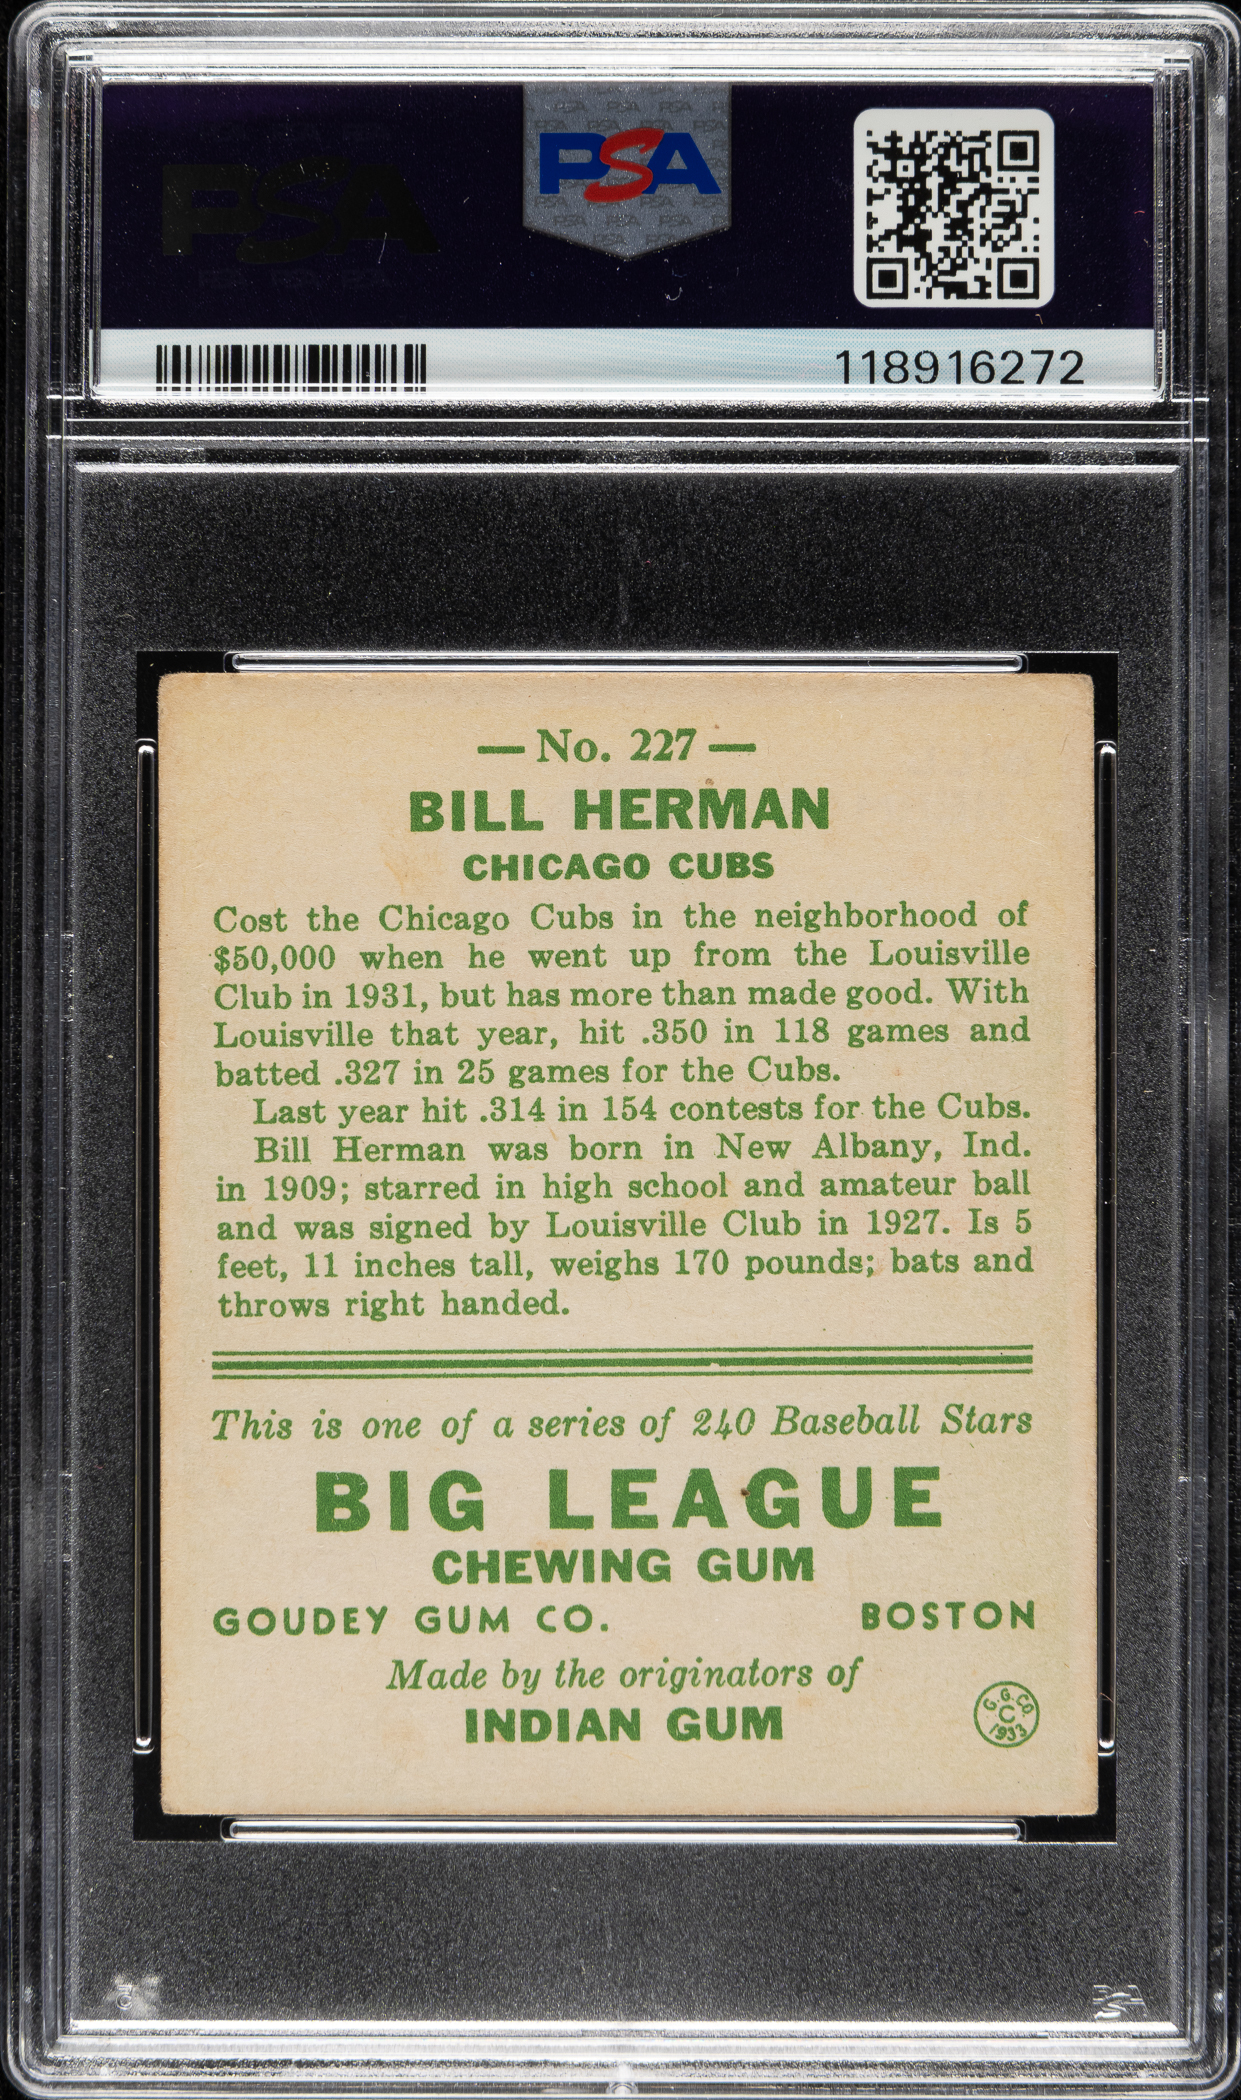 PSA
PSA
118916272
— No. 227 —
BILL HERMAN
CHICAGO CUBS
Cost the Chicago Cubs in the neighborhood of
$50,000 when he went up from the Louisville
Club in 1931, but has more than made good. With
Louisville that year, hit .350 in 118 games and
batted .327 in 25 games for the Cubs.
Last year hit .314 in 154 contests for the Cubs.
Bill Herman was born in New Albany, Ind.
in 1909; starred in high school and amateur ball
and was signed by Louisville Club in 1927. Is 5
feet, 11 inches tall, weighs 170 pounds; bats and
throws right handed.
This is one of a series of 240 Baseball Stars
BIG LEAGUE
CHEWING GUM
GOUDEY GUM CO. BOSTON
Made by the originators of
INDIAN GUM
G. G. CO.
C
1933